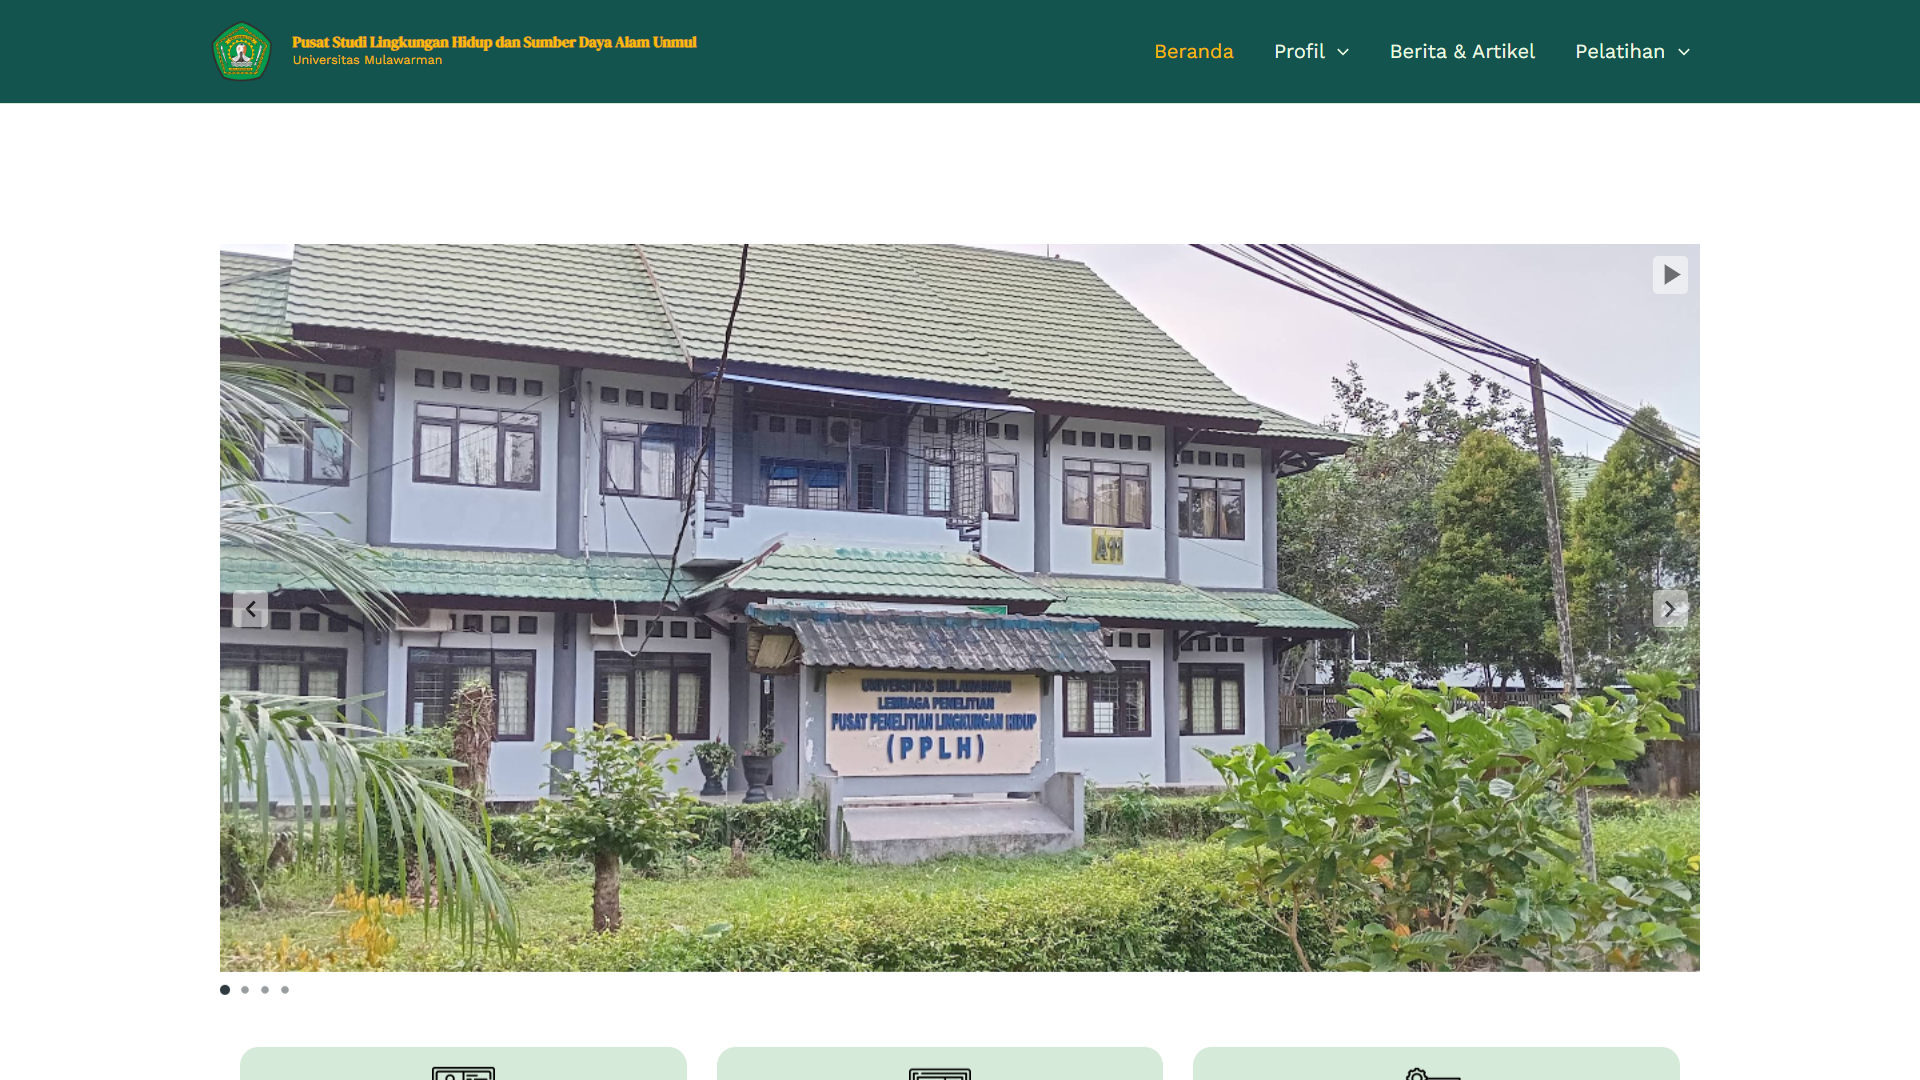 Pusat Studi Lingkungan Hidup dan Sumber Daya Alam Unmul
Universitas Mulawarman
Beranda
Profil
Berita & Artikel
Pelatihan
A11
UNIVERSITAS MULAWARMAN
LEMBAGA PENELITIAN
PUSAT PENELITIAN LINGKUNGAN HIDUP
(PPLH)